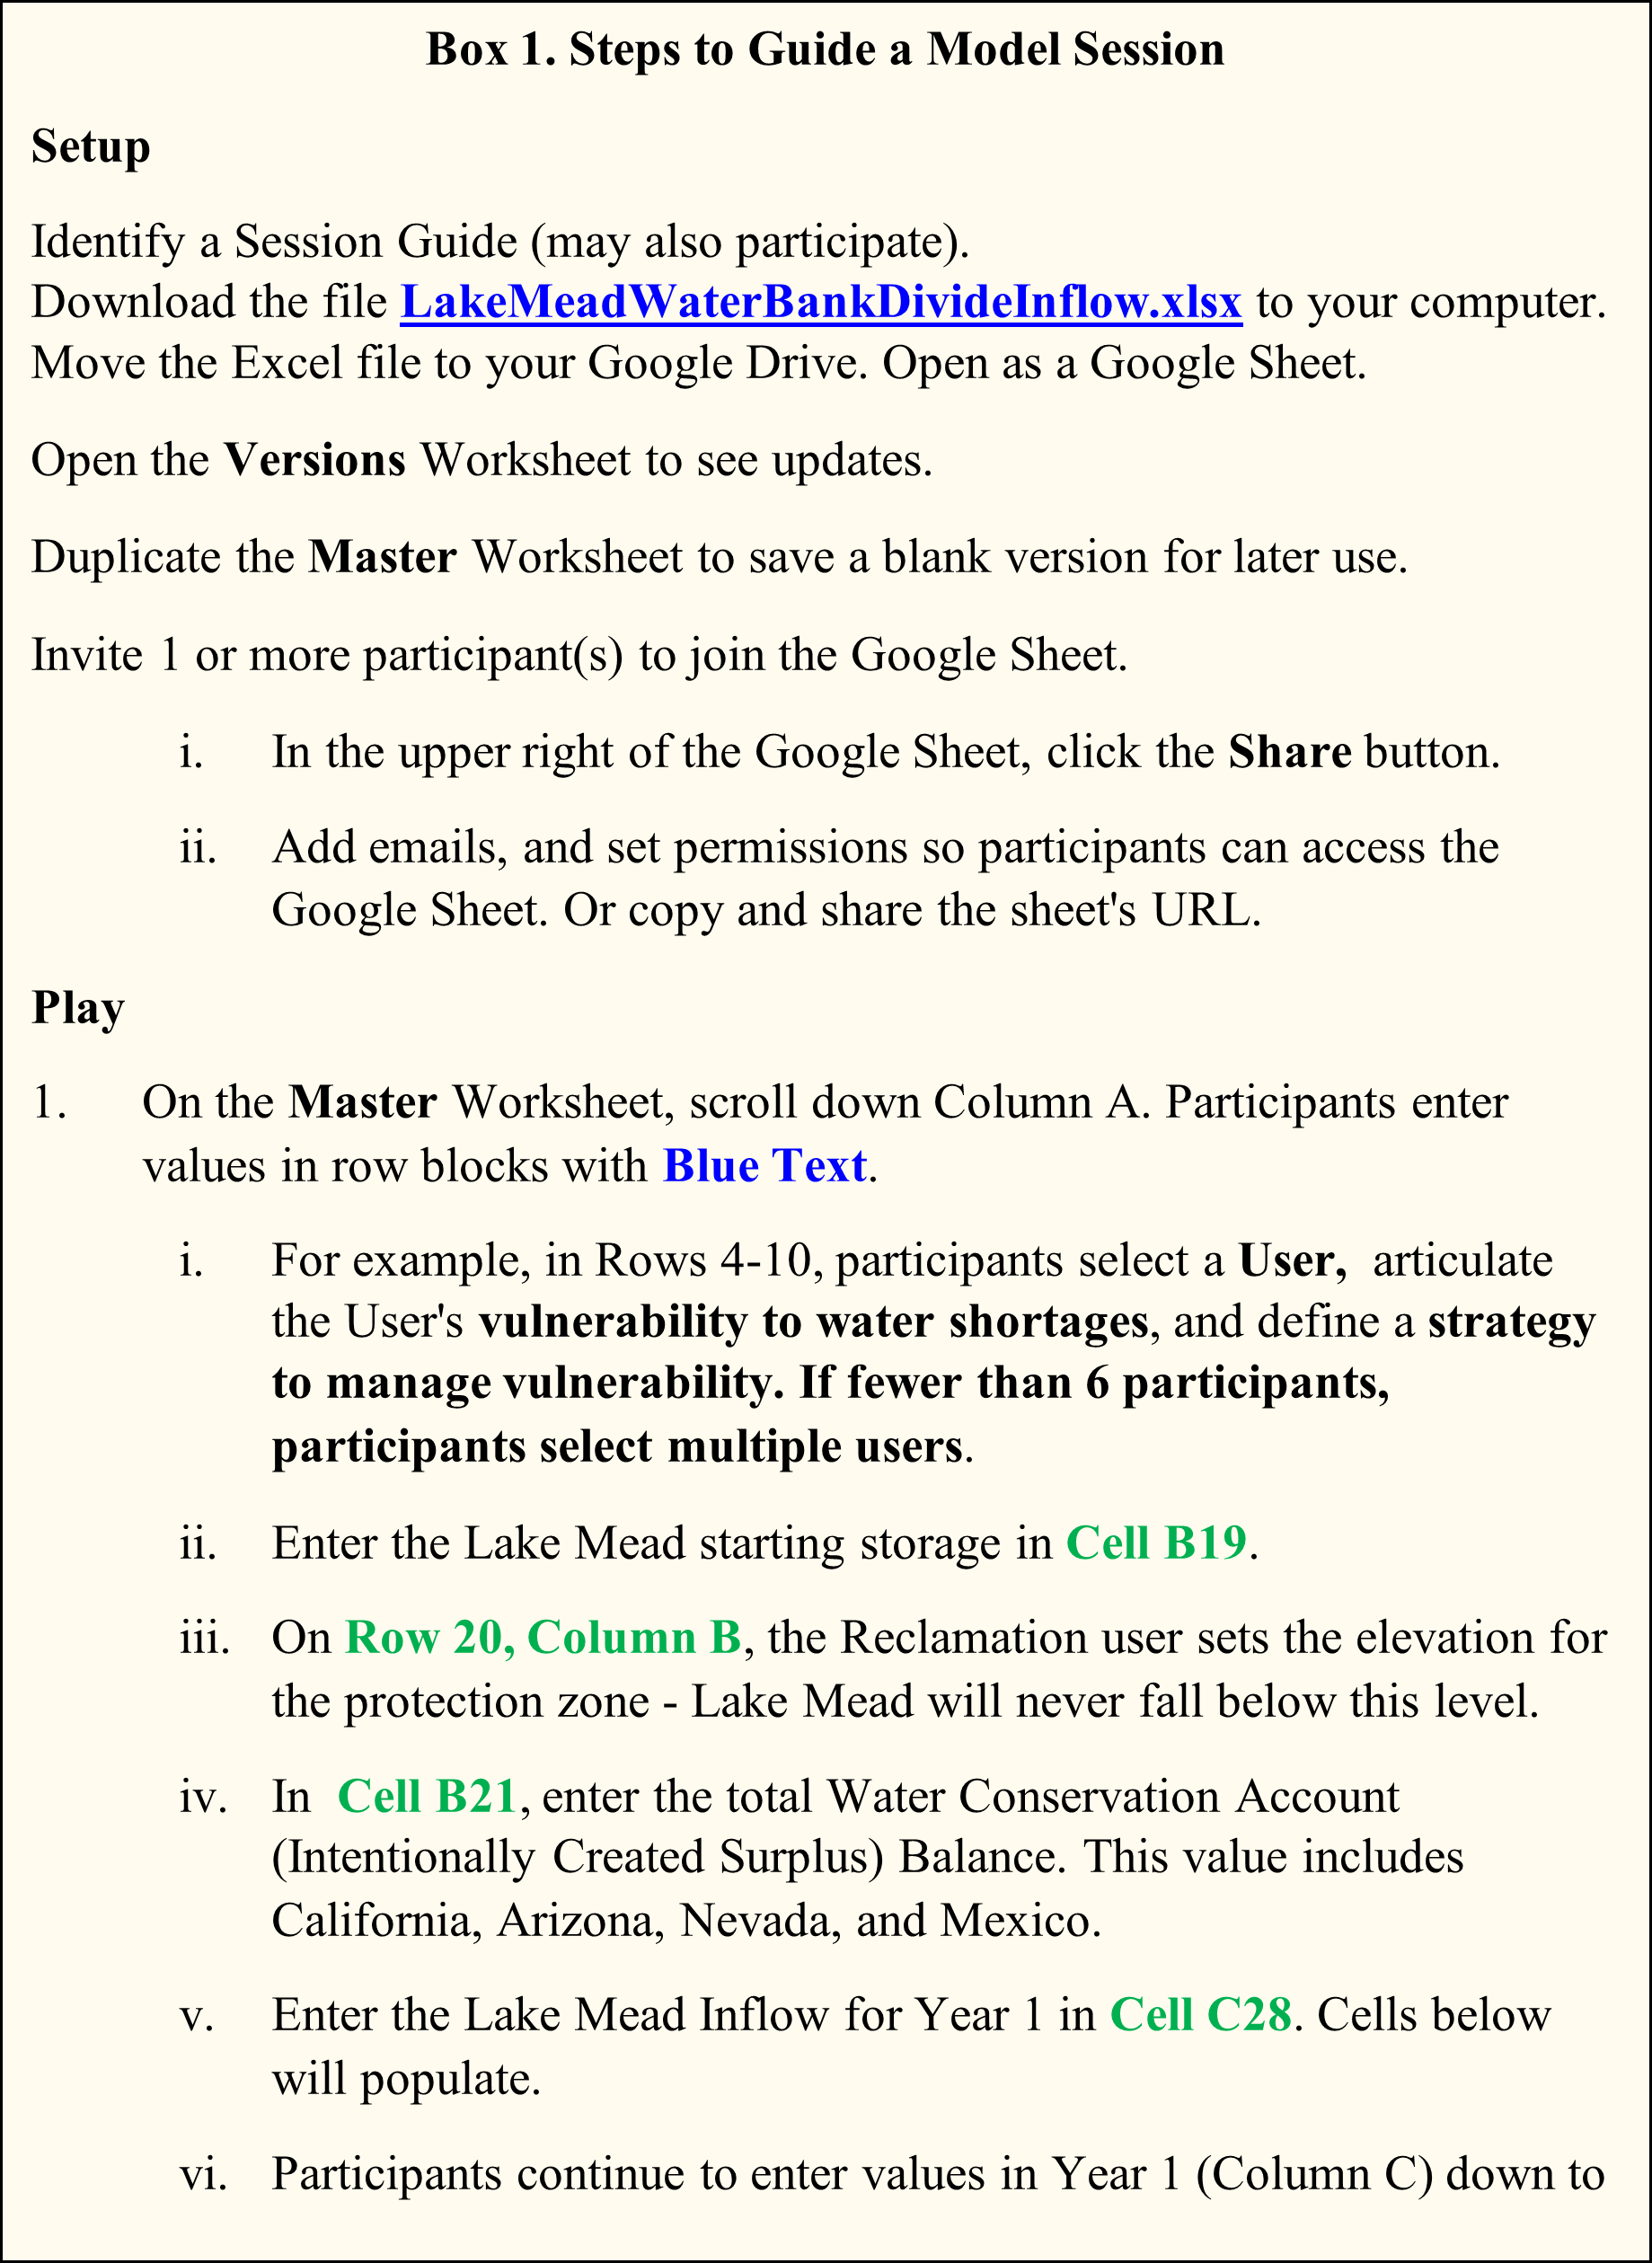 Box 1. Steps to Guide a Model Session
Setup
Identify a Session Guide (may also participate).
Download the file LakeMeadWaterBankDivideInflow.xlsx to your computer.
Move the Excel file to your Google Drive. Open as a Google Sheet.
Open the Versions Worksheet to see updates.
Duplicate the Master Worksheet to save a blank version for later use.
Invite 1 or more participant(s) to join the Google Sheet.
i. In the upper right of the Google Sheet, click the Share button.
ii. Add emails, and set permissions so participants can access the
Google Sheet. Or copy and share the sheet's URL.
Play
1. On the Master Worksheet, scroll down Column A. Participants enter
values in row blocks with Blue Text.
i. For example, in Rows 4-10, participants select a User, articulate
the User's vulnerability to water shortages, and define a strategy
to manage vulnerability. If fewer than 6 participants,
participants select multiple users.
ii. Enter the Lake Mead starting storage in Cell B19.
iii. On Row 20, Column B, the Reclamation user sets the elevation for
the protection zone - Lake Mead will never fall below this level.
iv. In Cell B21, enter the total Water Conservation Account
(Intentionally Created Surplus) Balance. This value includes
California, Arizona, Nevada, and Mexico.
v. Enter the Lake Mead Inflow for Year 1 in Cell C28. Cells below
will populate.
vi. Participants continue to enter values in Year 1 (Column C) down to